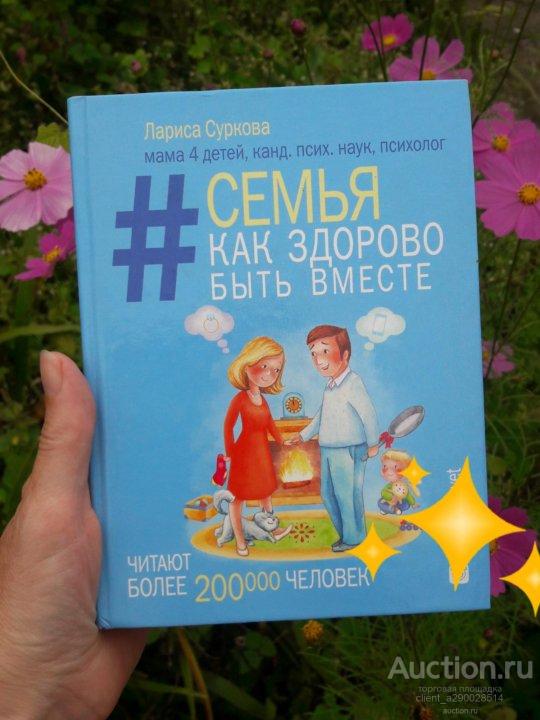 Лариса Суркова
мама 4 детей, канд. псих. наук, психолог
#СЕМЬЯ
КАК ЗДОРОВО
БЫТЬ ВМЕСТЕ
ЧИТАЮТ
БОЛЕЕ 200000 ЧЕЛОВЕК
Auction.ru
торговая площадка
client_a290028614
auction.ru